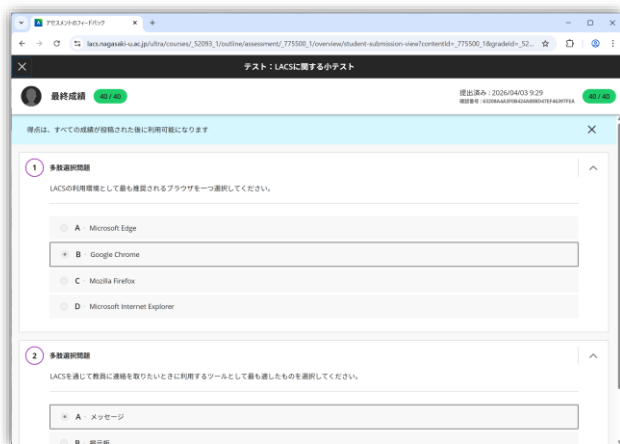 アセスメントのフィードバック
lacs.nagasaki-u.ac.jp/ultra/courses/_52093_1/outline/assessment/_775500_1/overview/student-submission-view?contentId=_775500_1&gradeId=_52...
テスト：LACSに関する小テスト
最終成績 40 / 40
提出済み：2026/04/03 9:29
40 / 40
得点は、すべての成績が投稿された後に利用可能になります
1 多肢選択問題
LACSの利用環境として最も推奨されるブラウザを一つ選択してください。
A Microsoft Edge
B Google Chrome
C Mozilla Firefox
D Microsoft Internet Explorer
2 多肢選択問題
LACSを通じて教員に連絡を取りたいときに利用するツールとして最も適したものを選択してください。
A メッセージ
B 掲示板